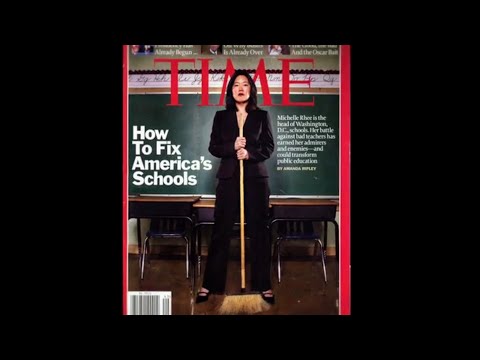 Already Begun ...
Is Already Over
And the Oscar Bait
TIME
How
To Fix
America's
Schools
Michelle Rhee is the
head of Washington,
D.C., schools. Her battle
against bad teachers has
earned her admirers
and enemies—and
could transform
public education
BY AMANDA RIPLEY